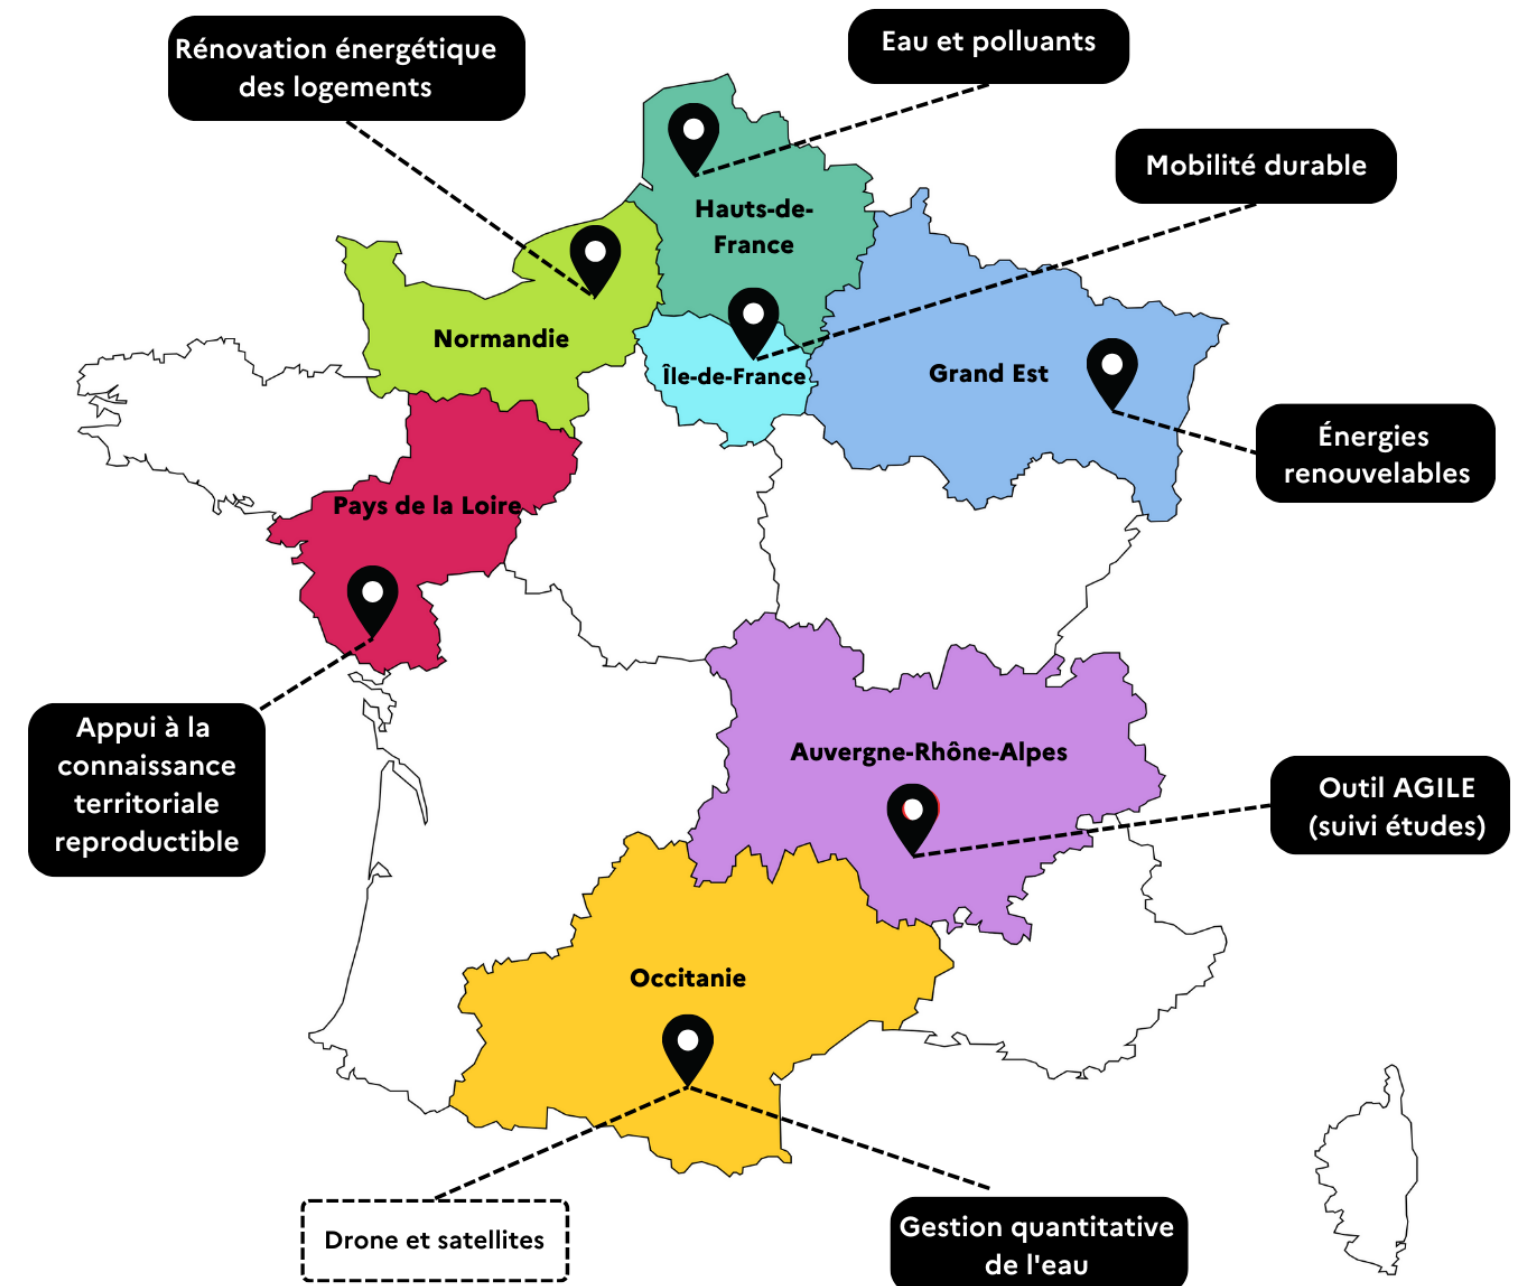 Rénovation énergétique
des logements
Eau et polluants
Mobilité durable
Hauts-de-
France
Normandie
Île-de-France
Grand Est
Énergies
renouvelables
Pays de la Loire
Appui à la
connaissance
territoriale
reproductible
Auvergne-Rhône-Alpes
Outil AGILE
(suivi études)
Occitanie
Drone et satellites
Gestion quantitative
de l'eau